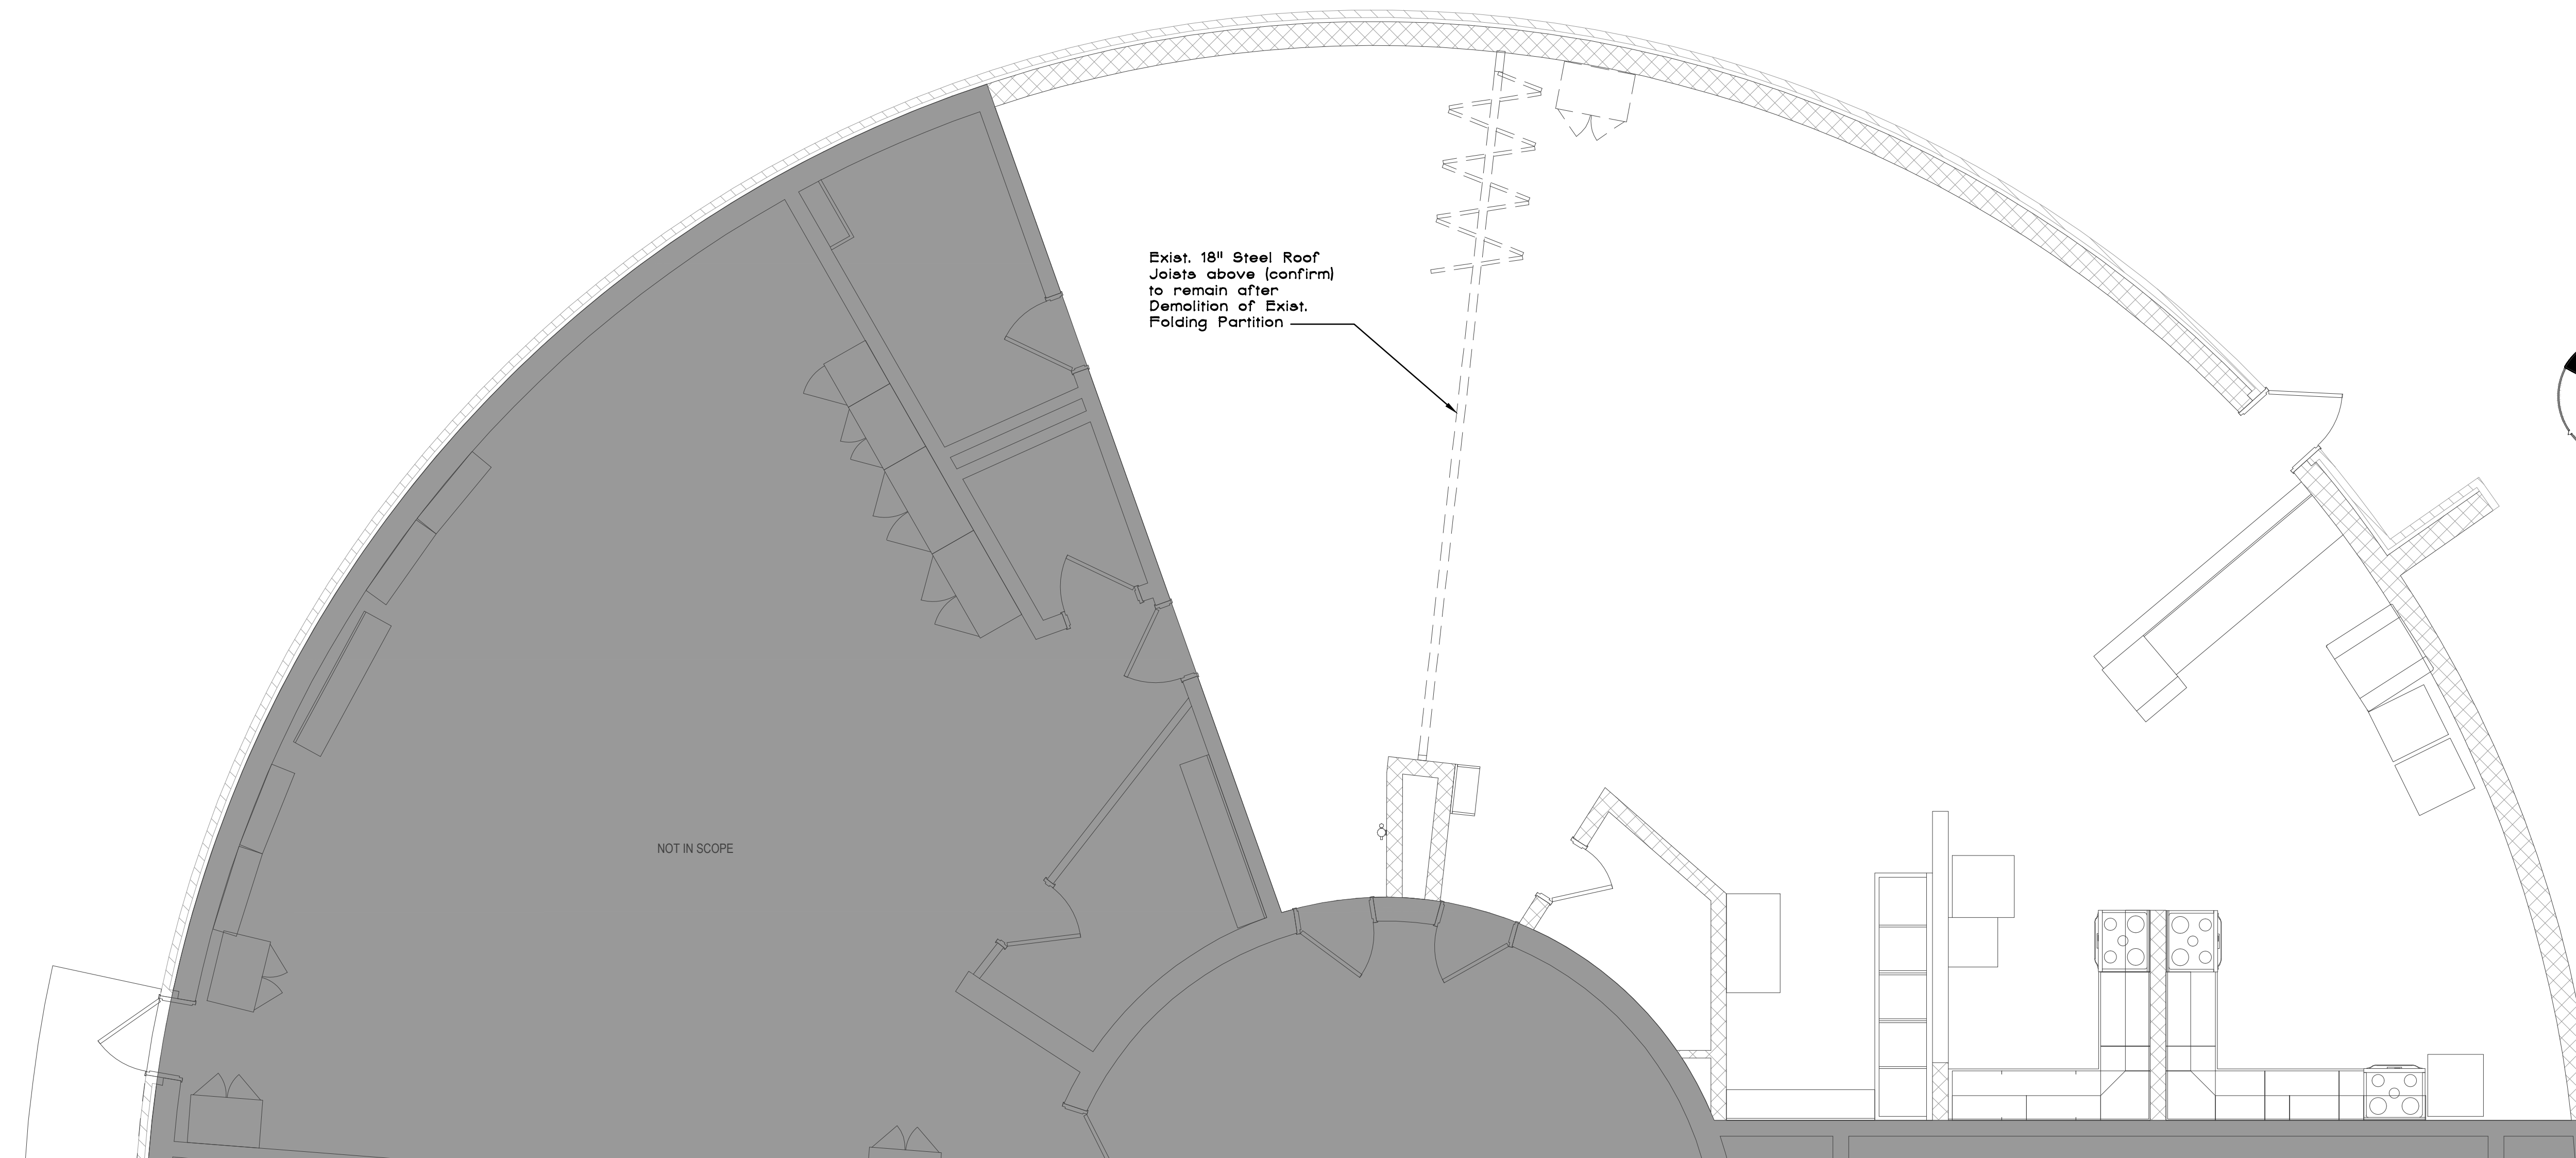 Exist. 18" Steel Roof
Joists above (confirm)
to remain after
Demolition of Exist.
Folding Partition
NOT IN SCOPE